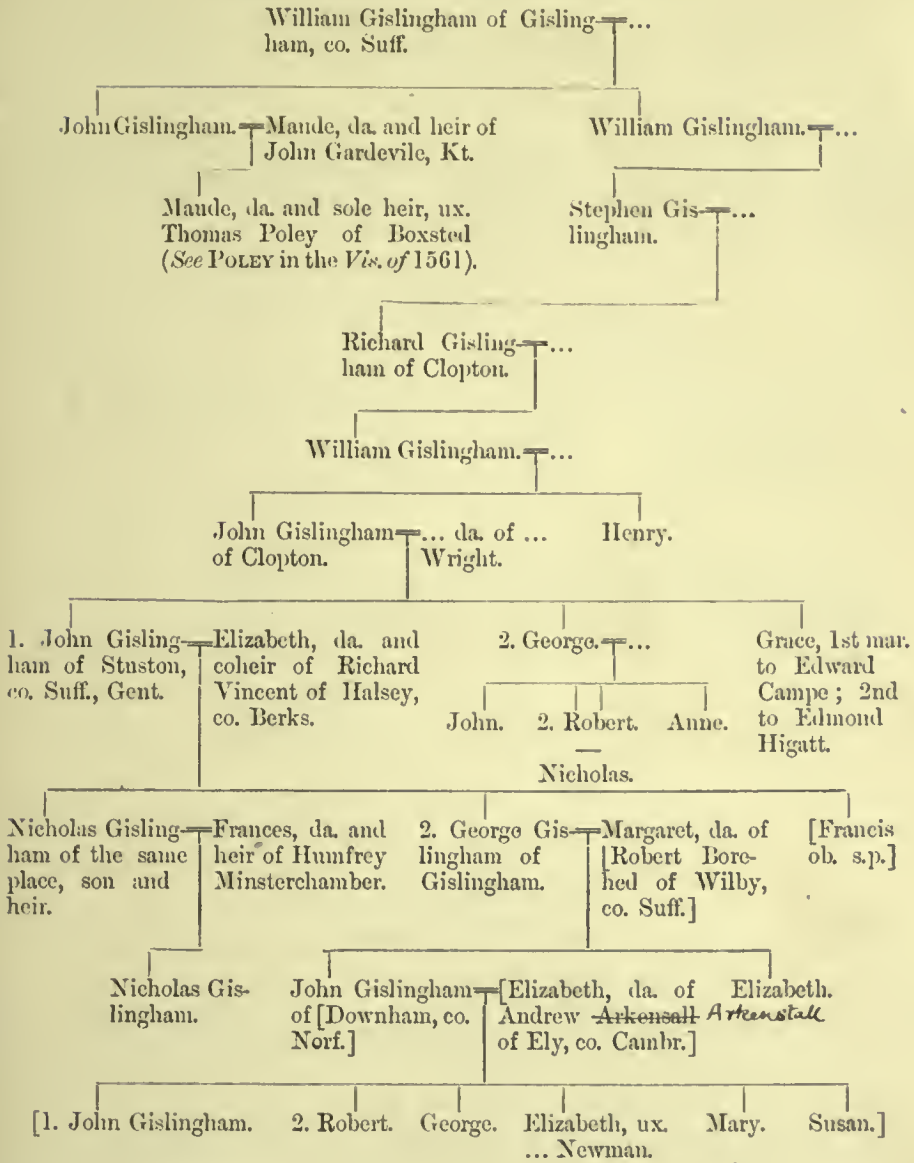 William Gislingham of Gisling-...
ham, co. Suff.
John Gislingham. Maude, da. and heir of
John Gardevile, Kt.
William Gislingham. ...
Maude, da. and sole heir, ux.
Thomas Poley of Boxsted
(See POLEY in the Vis. of 1561).
Stephen Gis-...
lingham.
Richard Gisling-...
ham of Clopton.
William Gislingham. ...
John Gislingham ... da. of ...
of Clopton. Wright.
Henry.
1. John Gisling-
ham of Stuston,
co. Suff., Gent.
Elizabeth, da. and
coheir of Richard
Vincent of Halsey,
co. Berks.
2. George. ...
Grace, 1st mar.
to Edward
Campe; 2nd
to Edmond
Higatt.
John. 2. Robert. Anne.
Nicholas.
Nicholas Gisling-
ham of the same
place, son and
heir.
Frances, da. and
heir of Humfrey
Minsterchamber.
2. George Gis-
lingham of
Gislingham.
Margaret, da. of
[Robert Bore-
hed of Wilby,
co. Suff.]
[Francis
ob. s.p.]
Nicholas Gis-
lingham.
John Gislingham
of [Downham, co.
Norf.]
[Elizabeth, da. of
Andrew Arkensall Arkenstall
of Ely, co. Cambr.]
Elizabeth.
[1. John Gislingham. 2. Robert. George. Elizabeth, ux. Mary. Susan.]
... Newman.